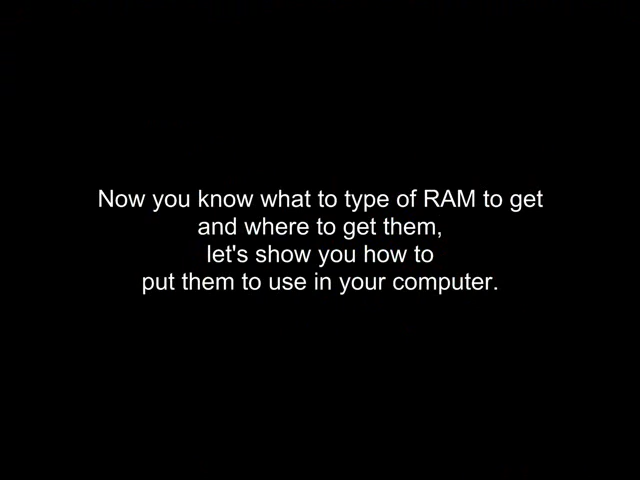 Now you know what to type of RAM to get
and where to get them,
let's show you how to
put them to use in your computer.